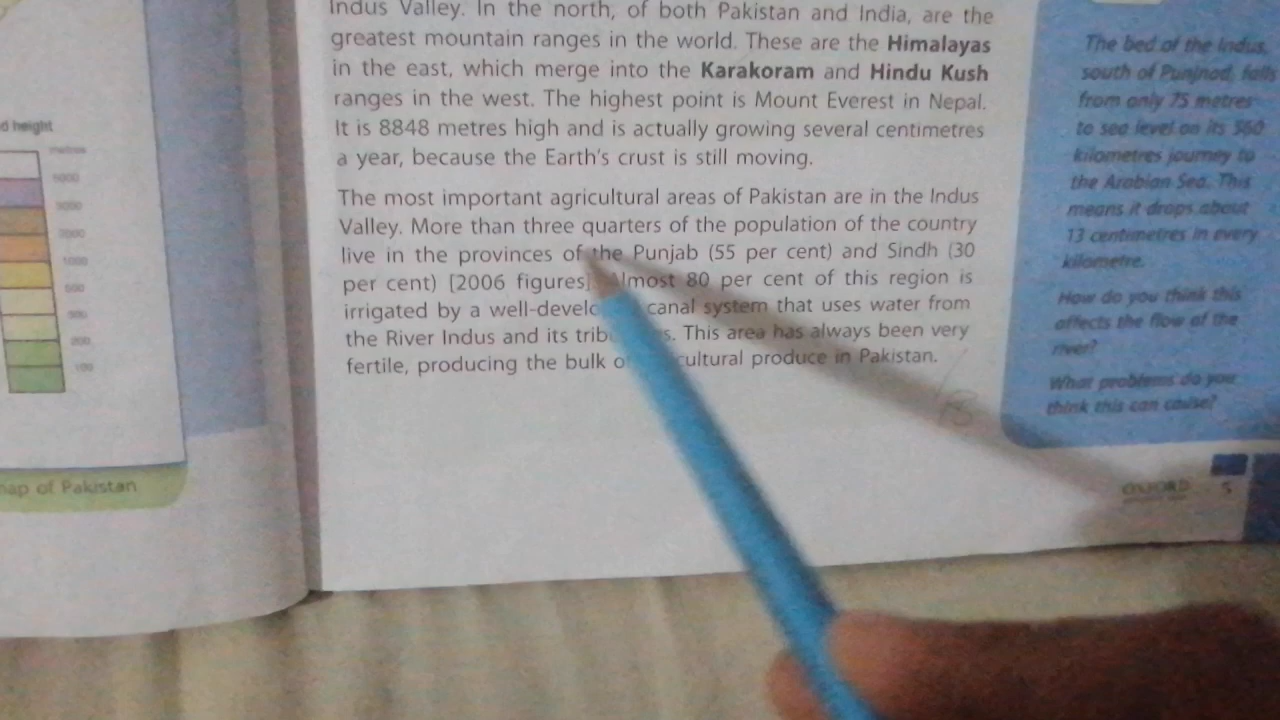 Indus Valley. In the north, of both Pakistan and India, are the
greatest mountain ranges in the world. These are the Himalayas
in the east, which merge into the Karakoram and Hindu Kush
ranges in the west. The highest point is Mount Everest in Nepal.
It is 8848 metres high and is actually growing several centimetres
a year, because the Earth's crust is still moving.
The most important agricultural areas of Pakistan are in the Indus
Valley. More than three quarters of the population of the country
live in the provinces of the Punjab (55 per cent) and Sindh (30
per cent) [2006 figures]. Almost 80 per cent of this region is
irrigated by a well-develo canal system that uses water from
the River Indus and its trib s. This area has always been very
fertile, producing the bulk o cultural produce in Pakistan.
The bed of the Indus,
south of Punjnad, falls
from only 75 metres
to sea level on its 560
kilometres journey to
the Arabian Sea. This
means it drops about
13 centimetres in every
kilometre.
How do you think this
affects the flow of the
river?
What problems do you
think this can cause?
OXFORD 5
d height
metres
5000
1000
500
200
100
map of Pakistan